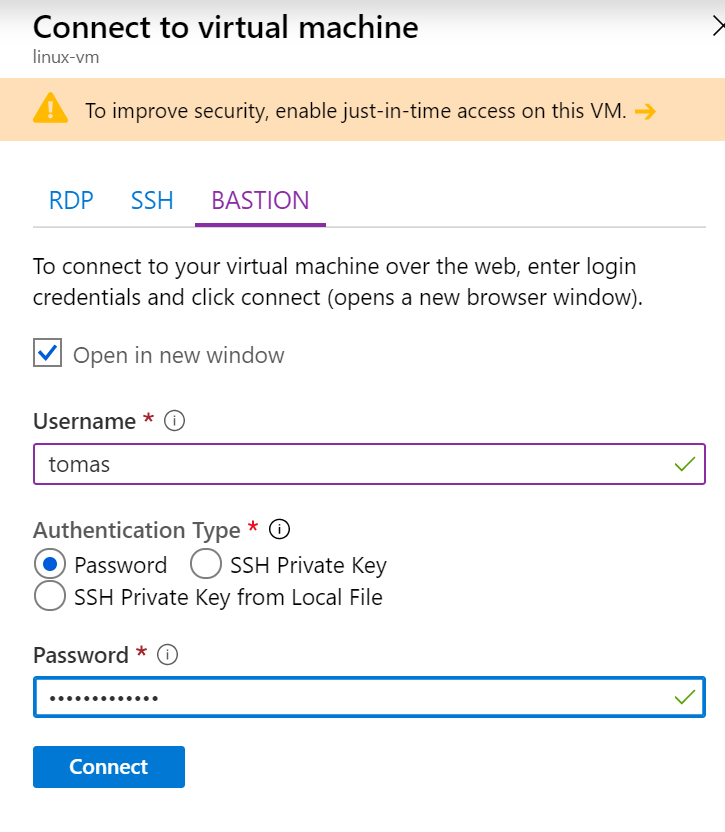 Connect to virtual machine
linux-vm
To improve security, enable just-in-time access on this VM. →
RDP SSH BASTION
To connect to your virtual machine over the web, enter login
credentials and click connect (opens a new browser window).
Open in new window
Username *
tomas
Authentication Type *
Password SSH Private Key
SSH Private Key from Local File
Password *
•••••••••••••
Connect